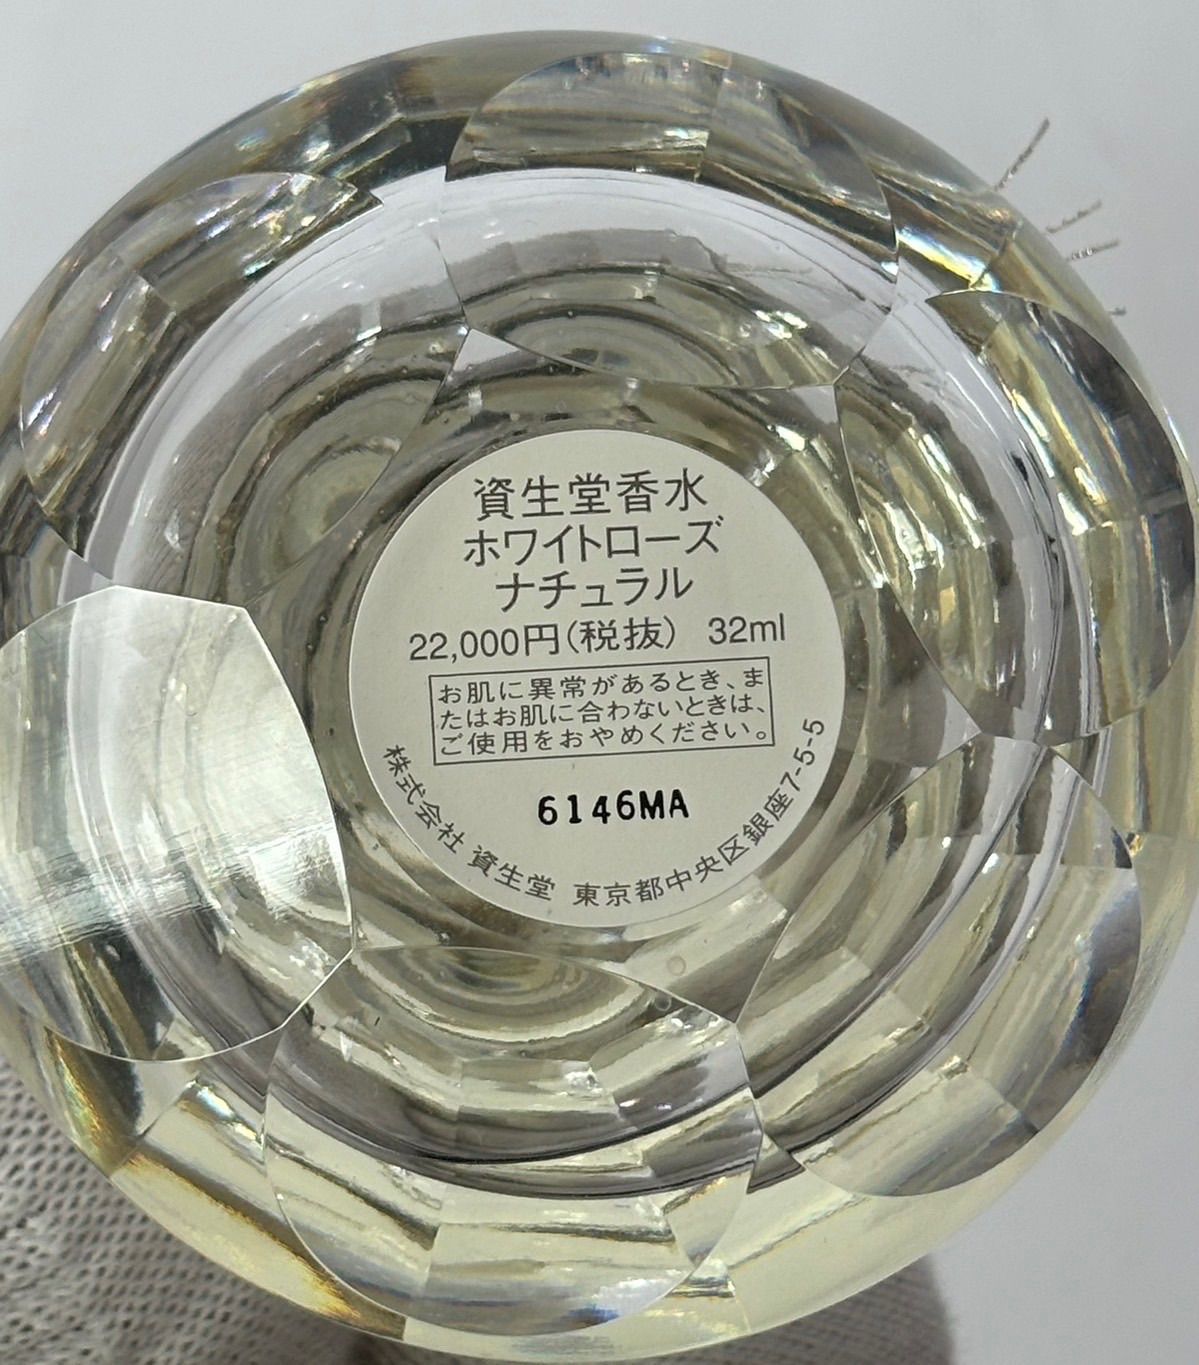 資生堂香水
ホワイトローズ
ナチュラル
22,000円(税抜) 32ml
お肌に異常があるとき、ま
たはお肌に合わないときは、
ご使用をおやめください。
6146MA
株式会社 資生堂 東京都中央区銀座7-5-5